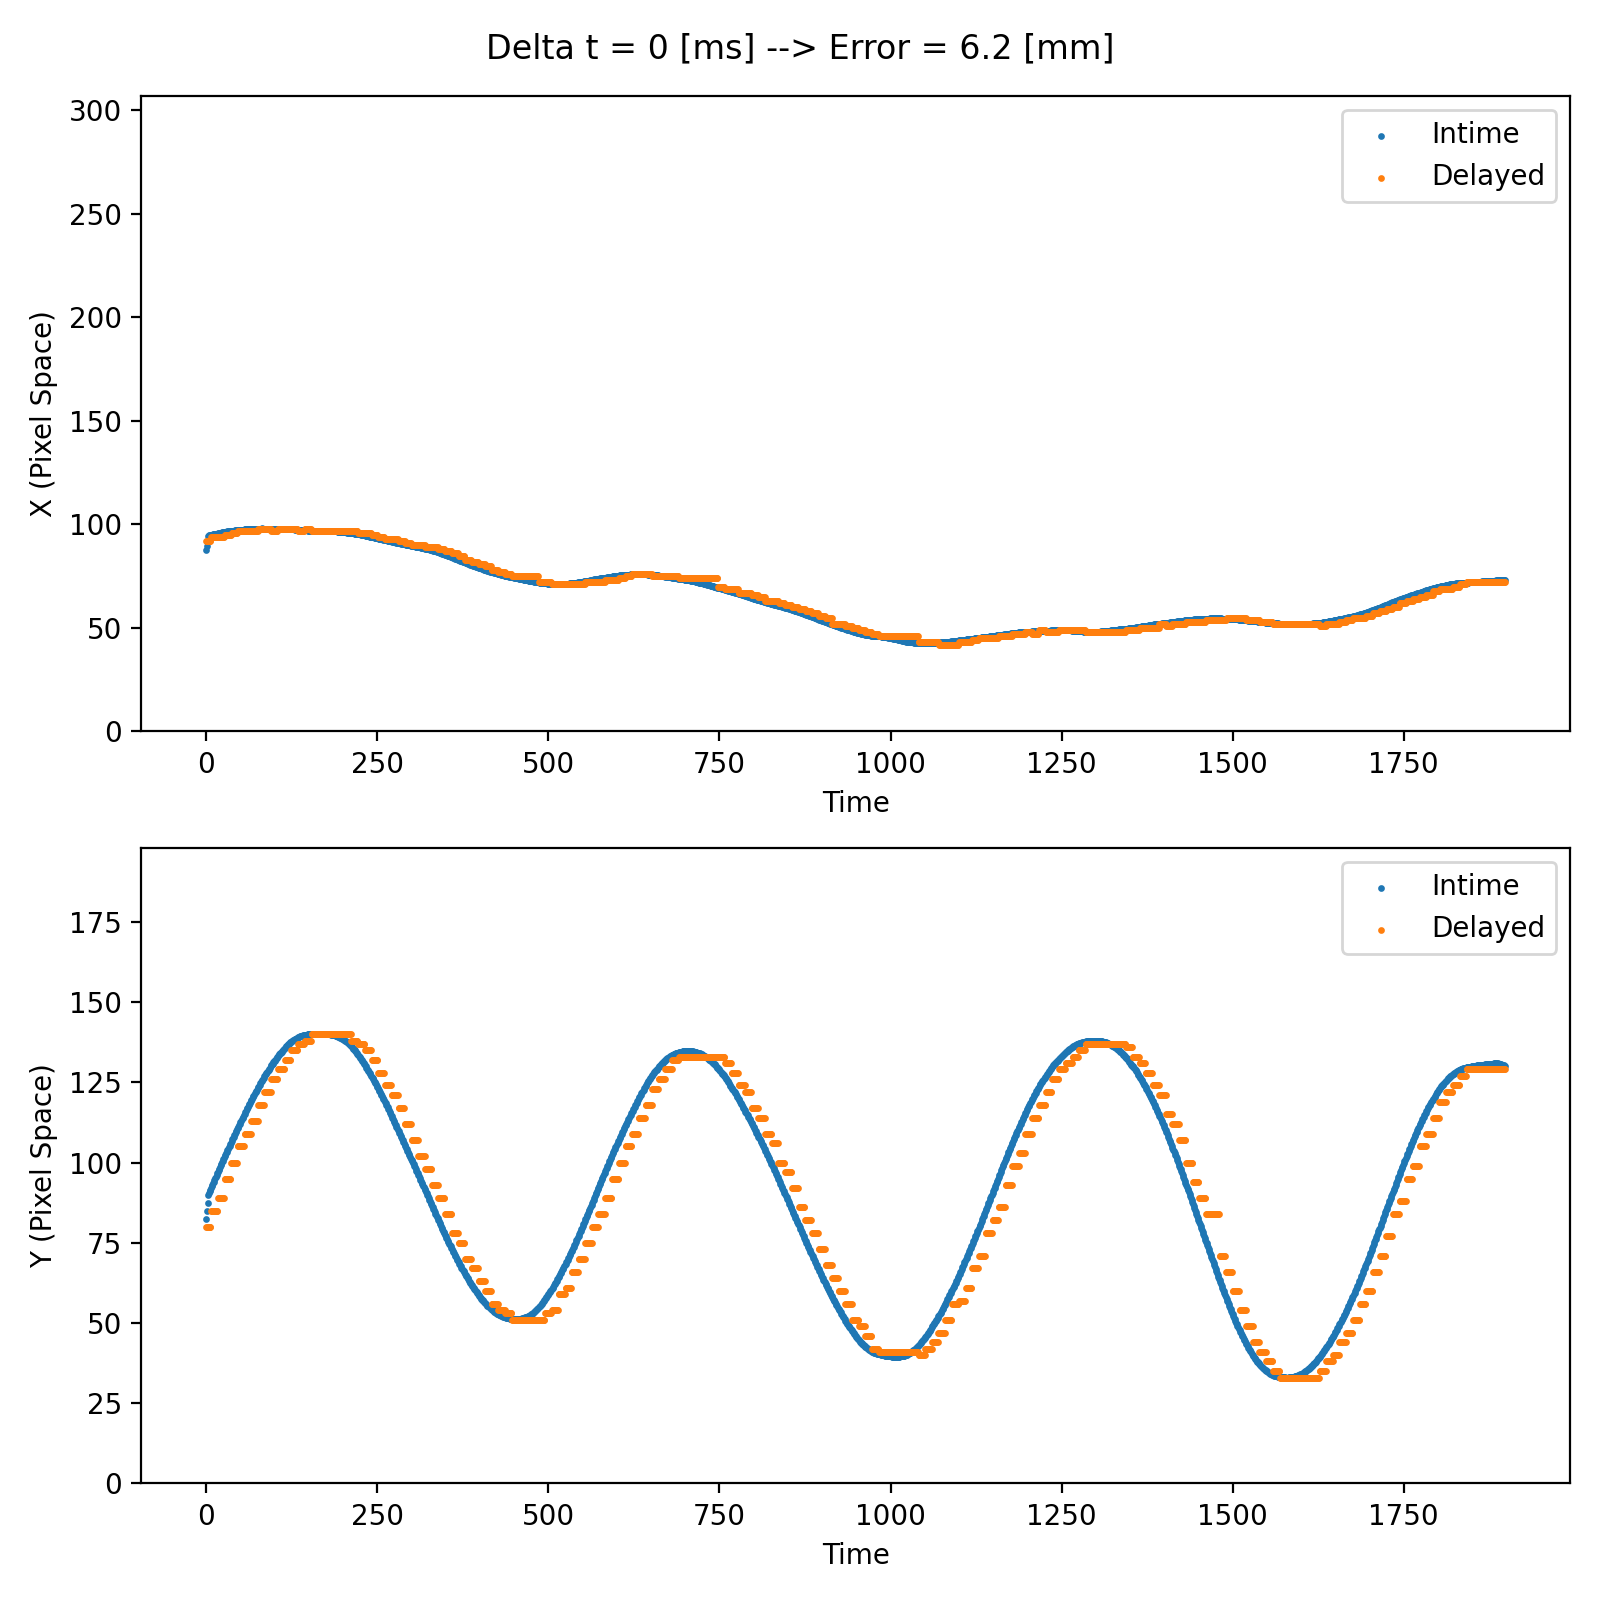 Delta t = 0 [ms] --> Error = 6.2 [mm]
300
250
200
150
100
50
0
X (Pixel Space)
Intime
Delayed
0 250 500 750 1000 1250 1500 1750
Time
175
150
125
100
75
50
25
0
Y (Pixel Space)
Intime
Delayed
0 250 500 750 1000 1250 1500 1750
Time